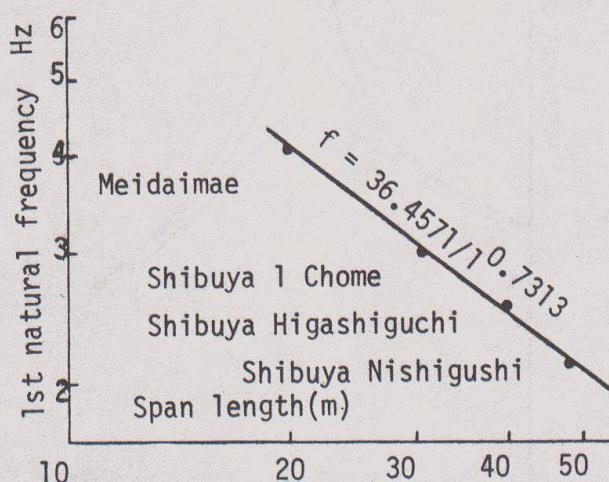 1st natural frequency Hz
6
5
4
3
2
f = 36.4571/l^0.7313
Meidaimae
Shibuya 1 Chome
Shibuya Higashiguchi
Shibuya Nishigushi
Span length(m)
10 20 30 40 50